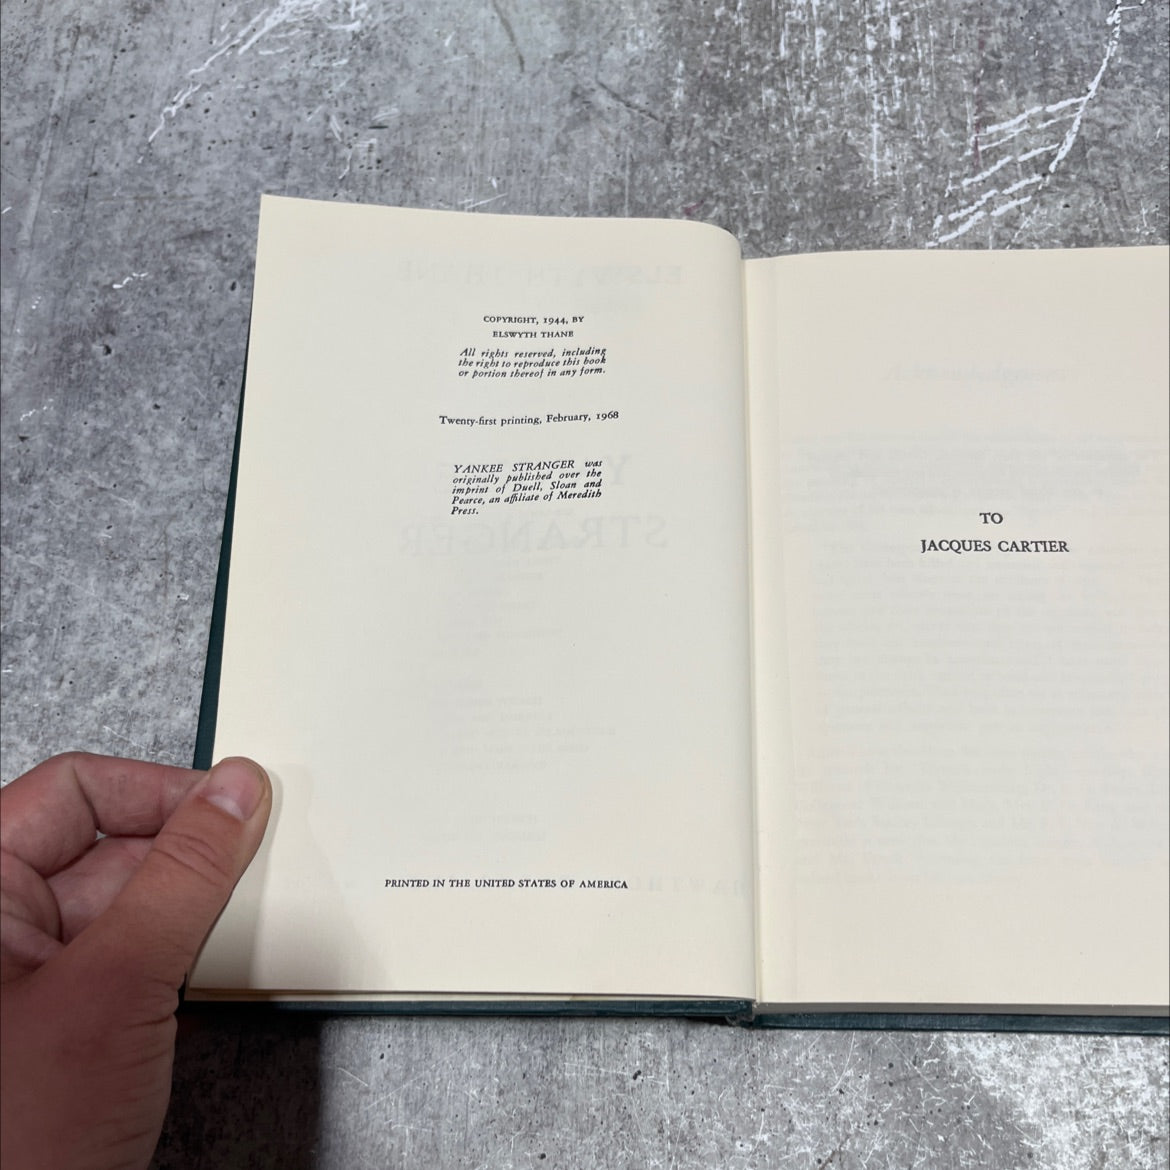 COPYRIGHT, 1944, BY
ELSWYTH THANE
All rights reserved, including
the right to reproduce this book
or portion thereof in any form.
Twenty-first printing, February, 1968
YANKEE STRANGER was
originally published over the
imprint of Duell, Sloan and
Pearce, an affiliate of Meredith
Press.
PRINTED IN THE UNITED STATES OF AMERICA
TO
JACQUES CARTIER